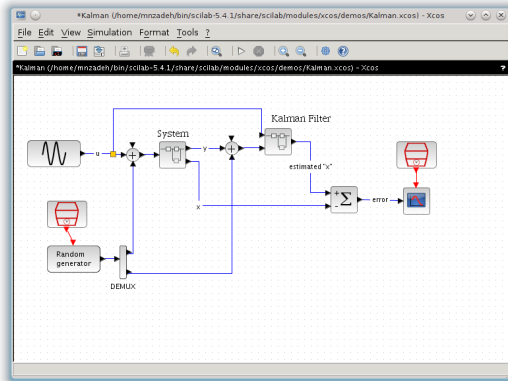 *Kalman (/home/mnzadeh/bin/scilab-5.4.1/share/scilab/modules/xcos/demos/Kalman.xcos) - Xcos
File Edit View Simulation Format Tools ?
*Kalman (/home/mnzadeh/bin/scilab-5.4.1/share/scilab/modules/xcos/demos/Kalman.xcos) - Xcos ?
Kalman Filter
System
u
y
estimated "x"
x
+
-
Σ
error
Random
generator
DEMUX